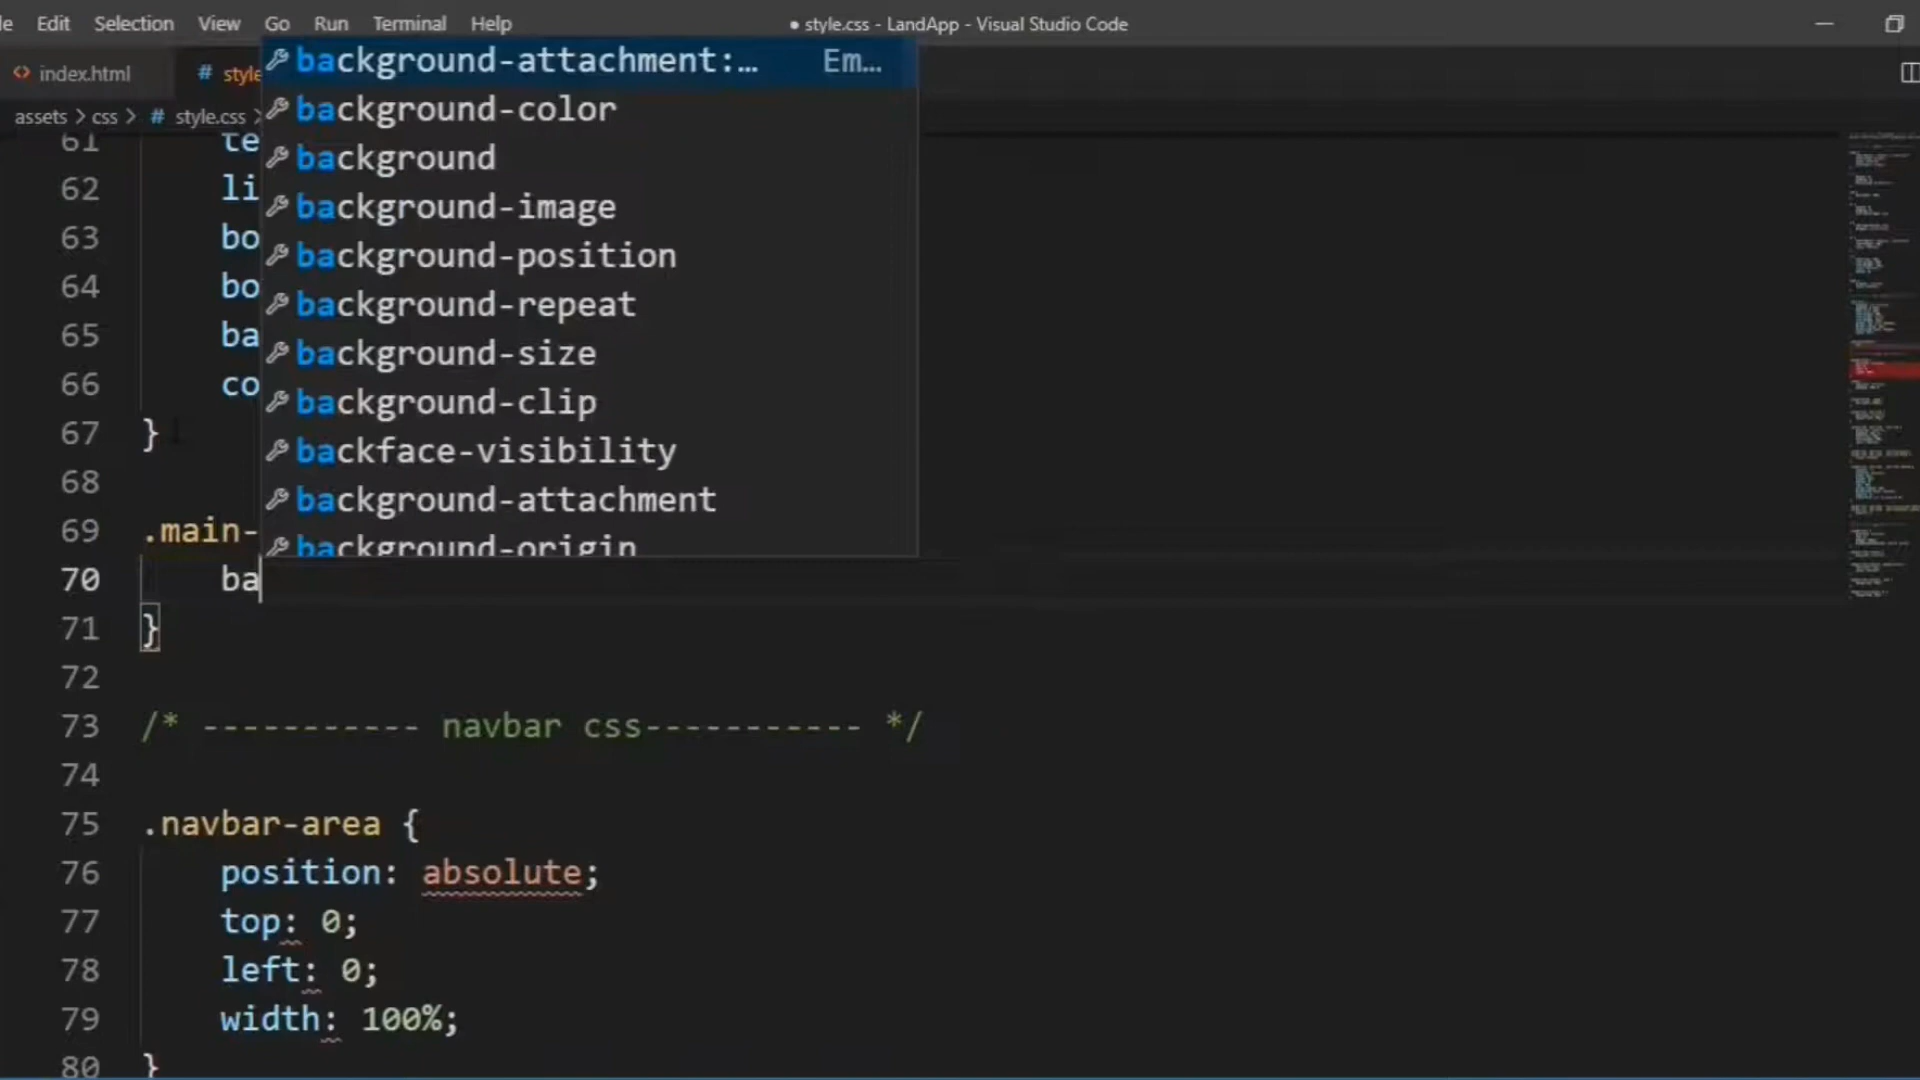 le Edit Selection View Go Run Terminal Help ● style.css - LandApp - Visual Studio Code
<> index.html # style
assets > css > # style.css >
background-attachment:… Em…
background-color
background
background-image
background-position
background-repeat
background-size
background-clip
backface-visibility
background-attachment
background-origin
61 te
62 li
63 bo
64 bo
65 ba
66 co
67 }
68
69 .main-
70 ba
71 }
72
73 /* ----------- navbar css----------- */
74
75 .navbar-area {
76 position: absolute;
77 top: 0;
78 left: 0;
79 width: 100%;
80 }